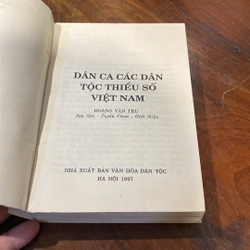 DÂN CA CÁC DÂN
TỘC THIỂU SỐ
VIỆT NAM
HOÀNG VĂN TRỤ
Sưu tầm - Tuyển Chọn - Giới thiệu
NHÀ XUẤT BẢN VĂN HÓA DÂN TỘC
HÀ NỘI 1997